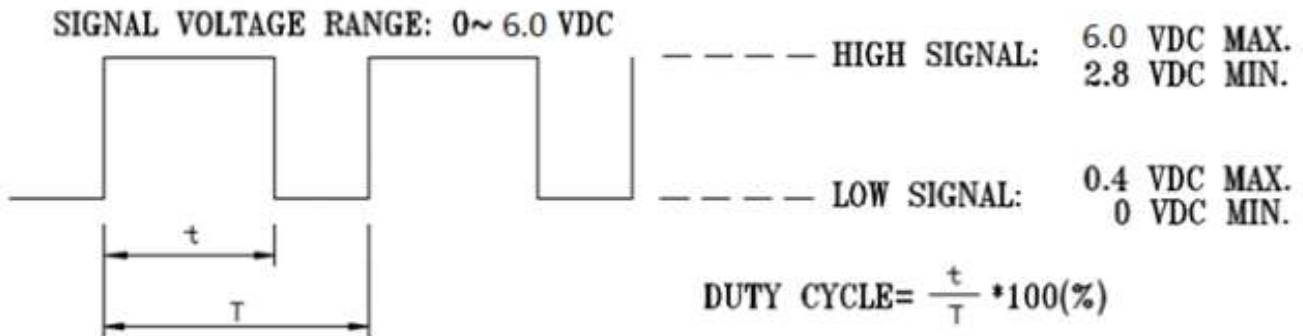 SIGNAL VOLTAGE RANGE: 0~ 6.0 VDC
HIGH SIGNAL: 6.0 VDC MAX.
2.8 VDC MIN.
LOW SIGNAL: 0.4 VDC MAX.
0 VDC MIN.
t
T
DUTY CYCLE= t/T *100(%)